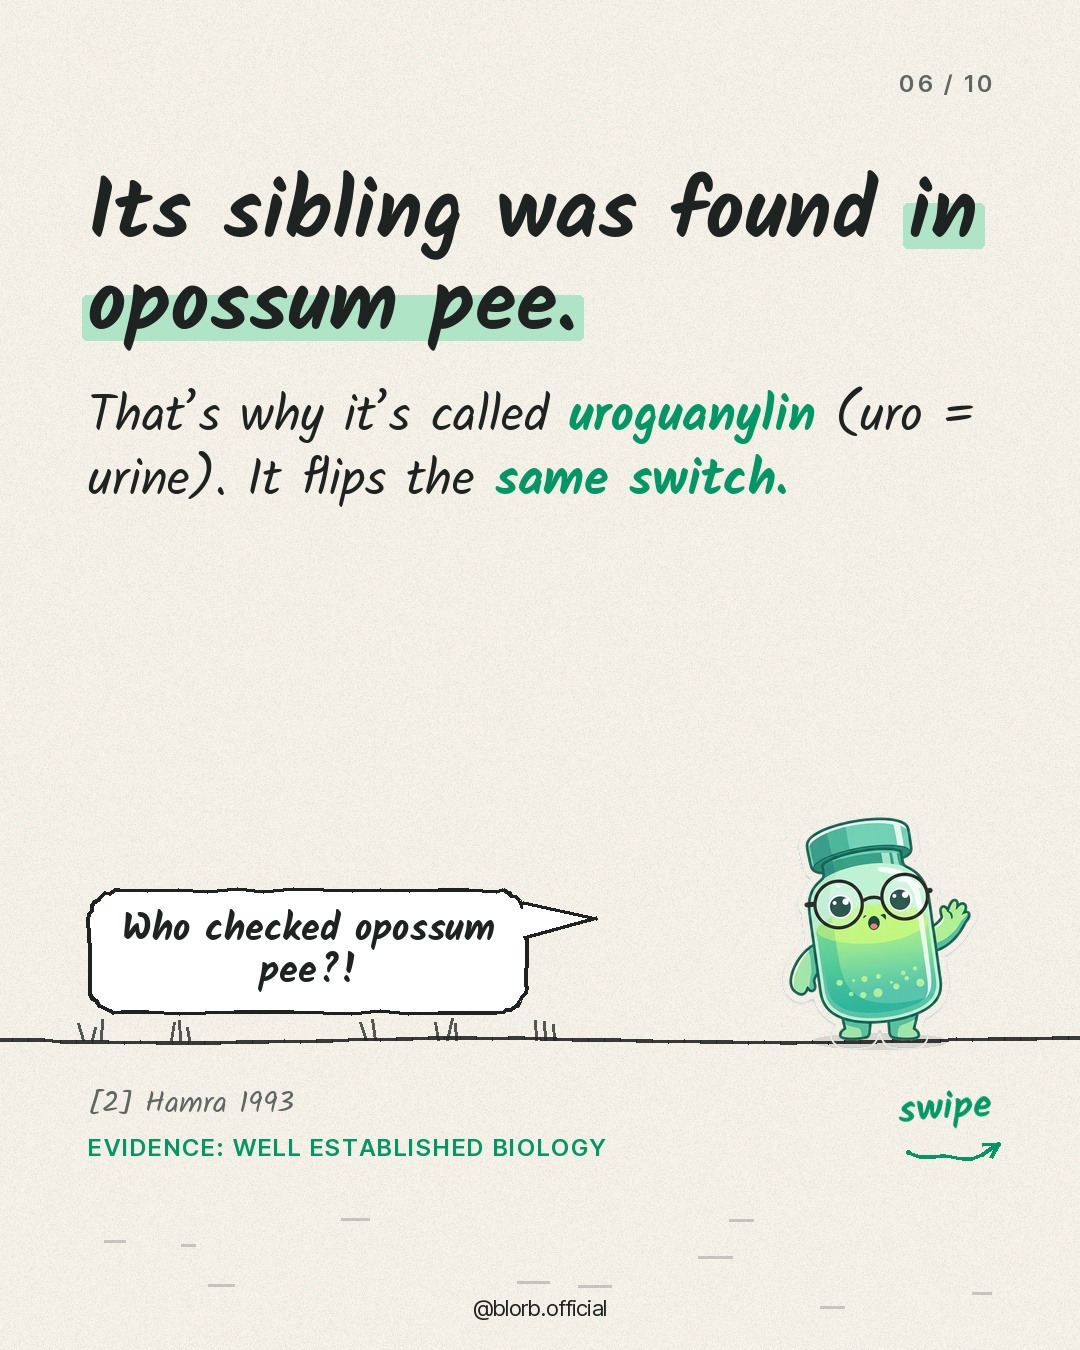 06 / 10
Its sibling was found in
opossum pee.
That's why it's called uroguanylin (uro =
urine). It flips the same switch.
Who checked opossum
pee?!
[2] Hamra 1993
EVIDENCE: WELL ESTABLISHED BIOLOGY
swipe
@blorb.official